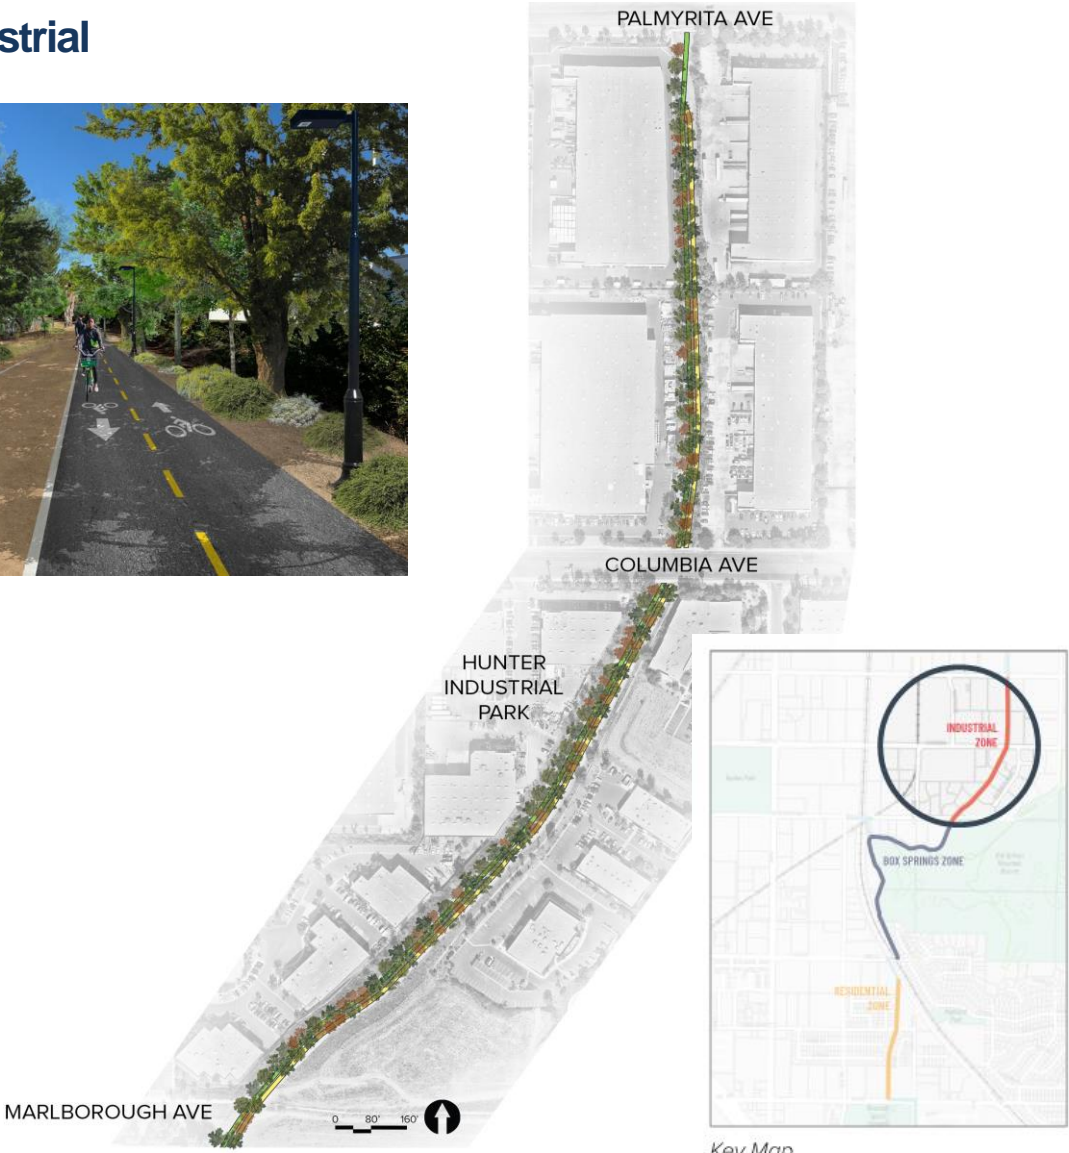 strial
PALMYRITA AVE
COLUMBIA AVE
HUNTER
INDUSTRIAL
PARK
MARLBOROUGH AVE
0 80' 160'
INDUSTRIAL
ZONE
BOX SPRINGS ZONE
RESIDENTIAL
ZONE
Key Map